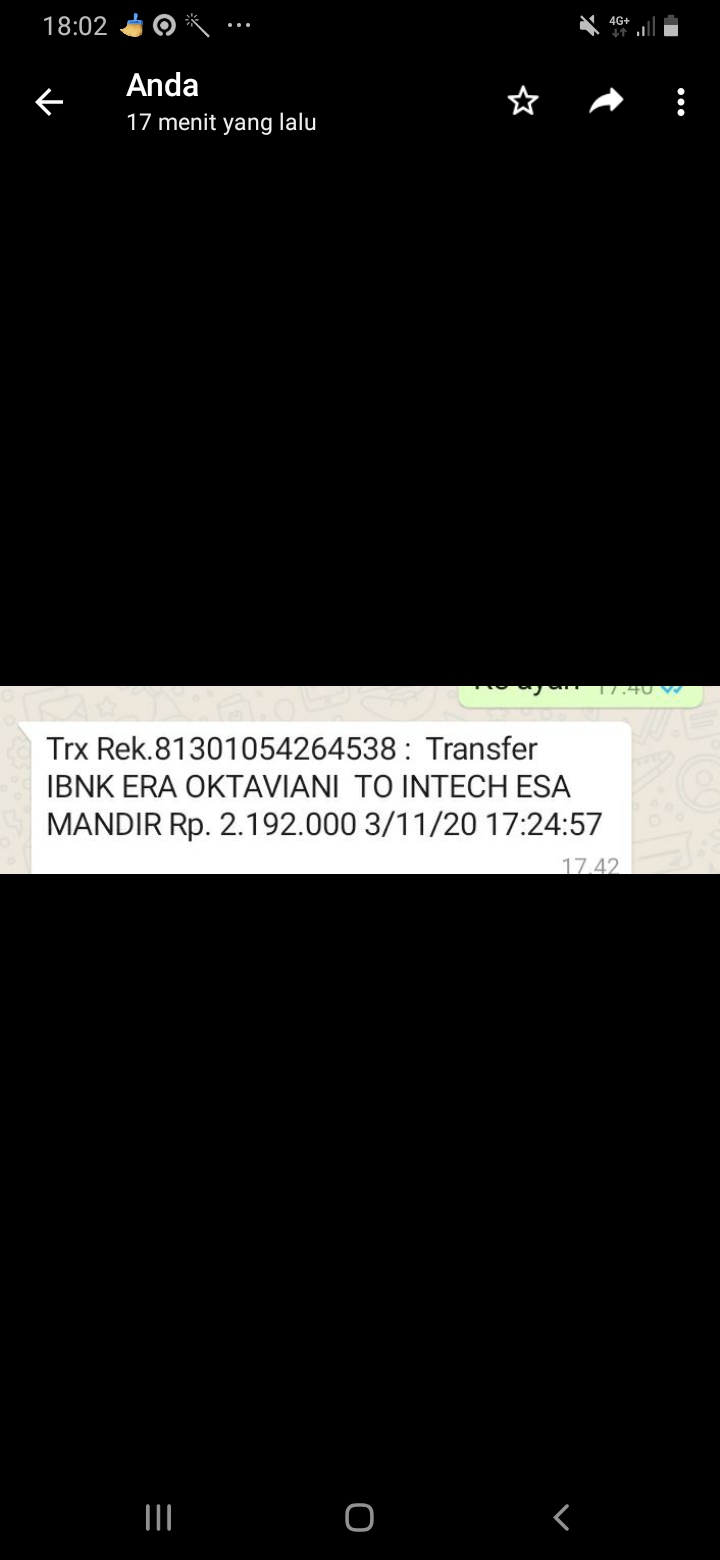 18:02
4G+
Anda
17 menit yang lalu
17.40
Trx Rek.81301054264538 : Transfer
IBNK ERA OKTAVIANI TO INTECH ESA
MANDIR Rp. 2.192.000 3/11/20 17:24:57
17.42